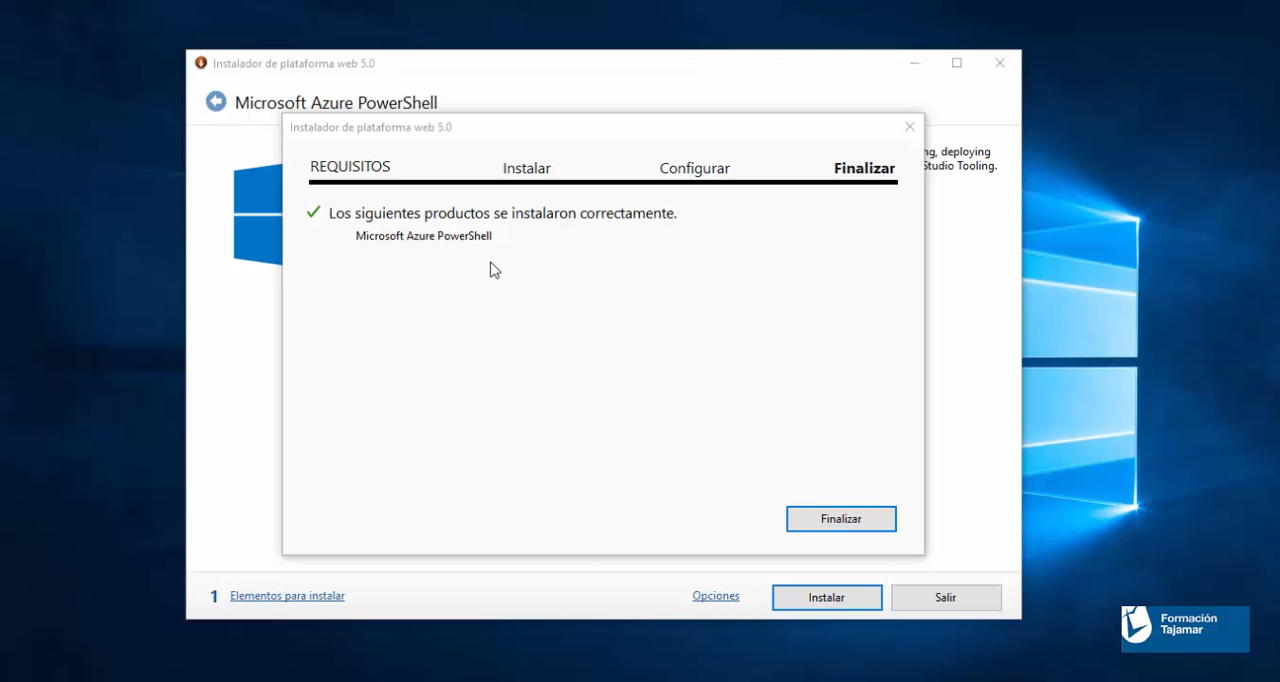 Instalador de plataforma web 5.0
Microsoft Azure PowerShell
Instalador de plataforma web 5.0
ng, deploying
Studio Tooling.
REQUISITOS
Instalar
Configurar
Finalizar
Los siguientes productos se instalaron correctamente.
Microsoft Azure PowerShell
Finalizar
1 Elementos para instalar
Opciones
Instalar
Salir
Formación
Tajamar